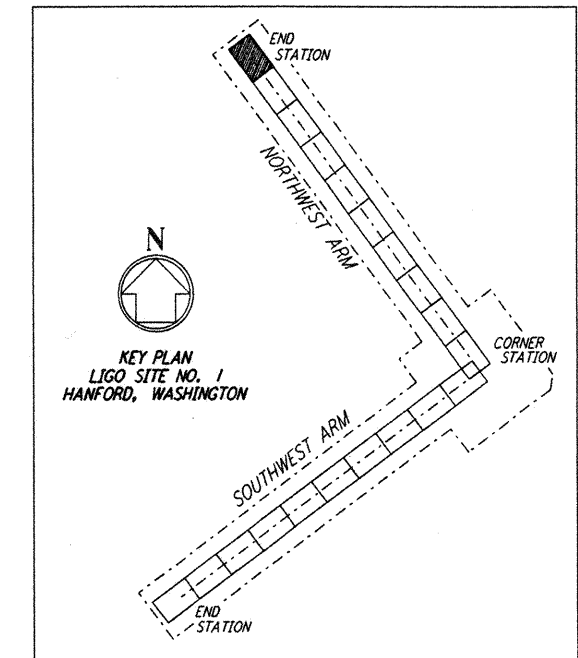 END
STATION
NORTHWEST ARM
N
KEY PLAN
LIGO SITE NO. 1
HANFORD, WASHINGTON
CORNER
STATION
SOUTHWEST ARM
END
STATION